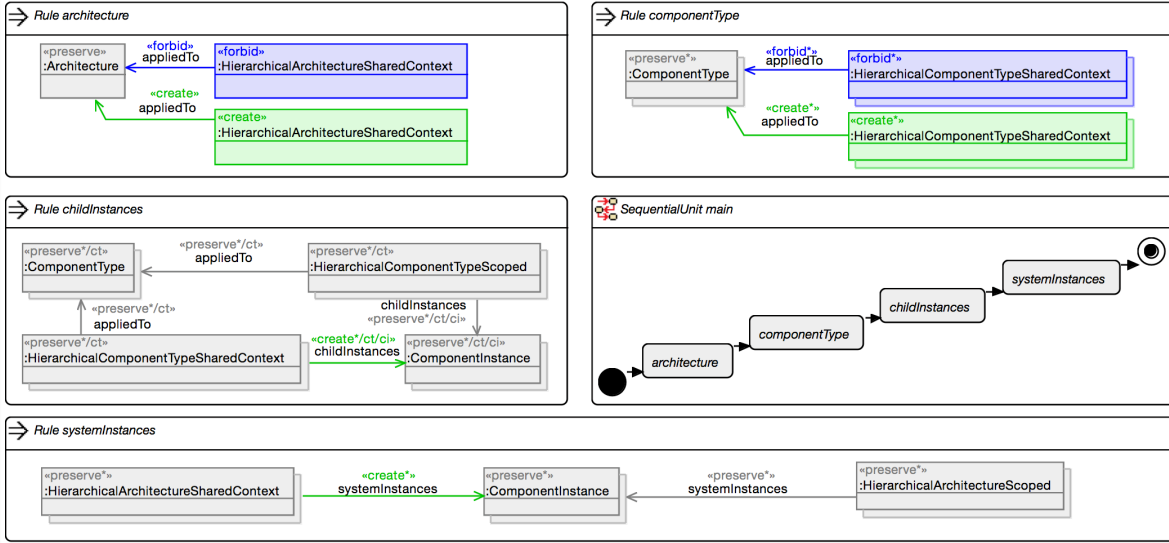 Rule architecture
«preserve»
:Architecture
«forbid»
appliedTo
«forbid»
:HierarchicalArchitectureSharedContext
«create»
appliedTo
«create»
:HierarchicalArchitectureSharedContext
Rule componentType
«preserve*»
:ComponentType
«forbid*»
appliedTo
«forbid*»
:HierarchicalComponentTypeSharedContext
«create*»
appliedTo
«create*»
:HierarchicalComponentTypeSharedContext
Rule childInstances
«preserve*/ct»
:ComponentType
«preserve*/ct»
appliedTo
«preserve*/ct»
:HierarchicalComponentTypeScoped
«preserve*/ct»
appliedTo
childInstances
«preserve*/ct/ci»
«preserve*/ct»
:HierarchicalComponentTypeSharedContext
«create*/ct/ci»
childInstances
«preserve*/ct/ci»
:ComponentInstance
SequentialUnit main
architecture
componentType
childInstances
systemInstances
Rule systemInstances
«preserve*»
:HierarchicalArchitectureSharedContext
«create*»
systemInstances
«preserve*»
:ComponentInstance
«preserve*»
systemInstances
«preserve*»
:HierarchicalArchitectureScoped